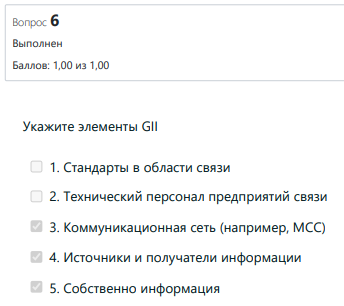 Вопрос 6
Выполнен
Баллов: 1,00 из 1,00
Укажите элементы GII
1. Стандарты в области связи
2. Технический персонал предприятий связи
3. Коммуникационная сеть (например, МСС)
4. Источники и получатели информации
5. Собственно информация